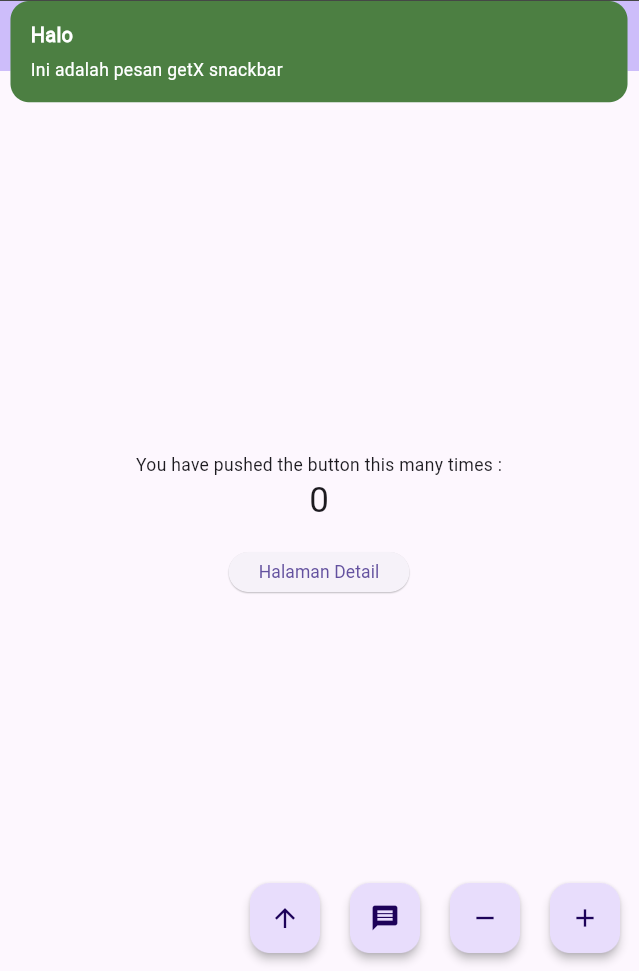 Halo
Ini adalah pesan getX snackbar
You have pushed the button this many times :
0
Halaman Detail